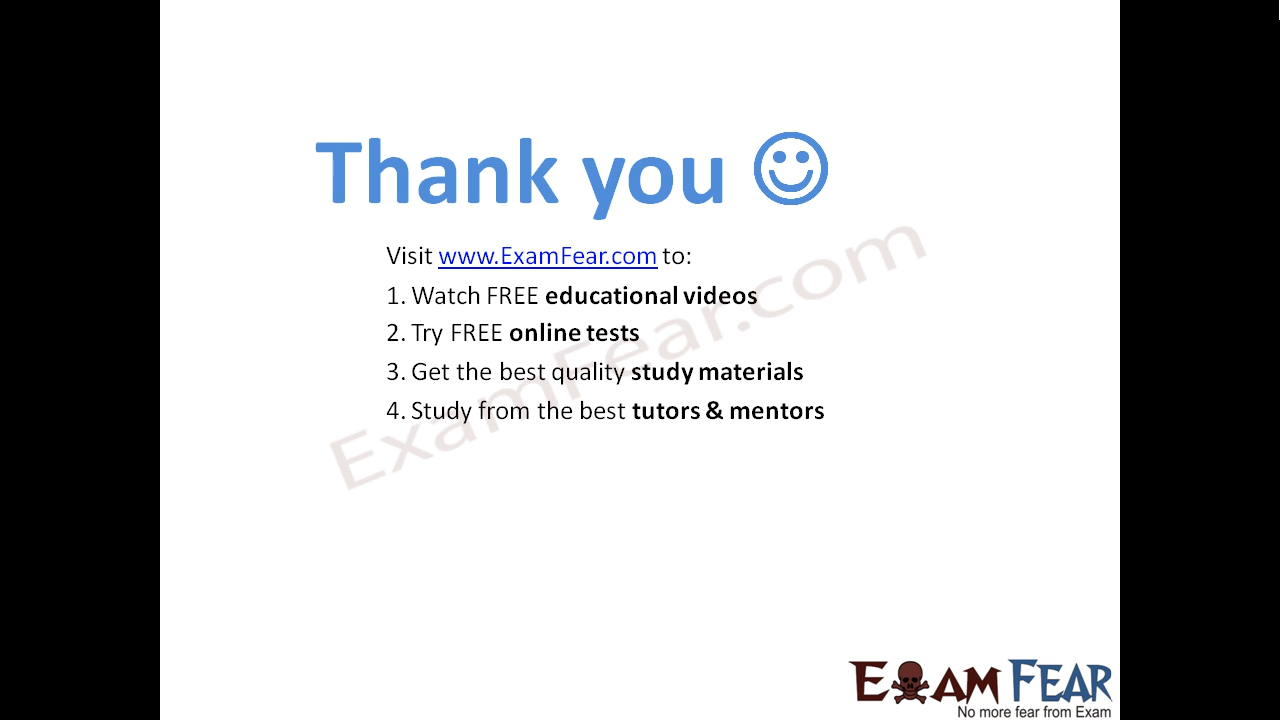 Thank you ☺
Visit www.ExamFear.com to:
1. Watch FREE educational videos
2. Try FREE online tests
3. Get the best quality study materials
4. Study from the best tutors & mentors
ExamFear.com
EXAM FEAR
No more fear from Exam